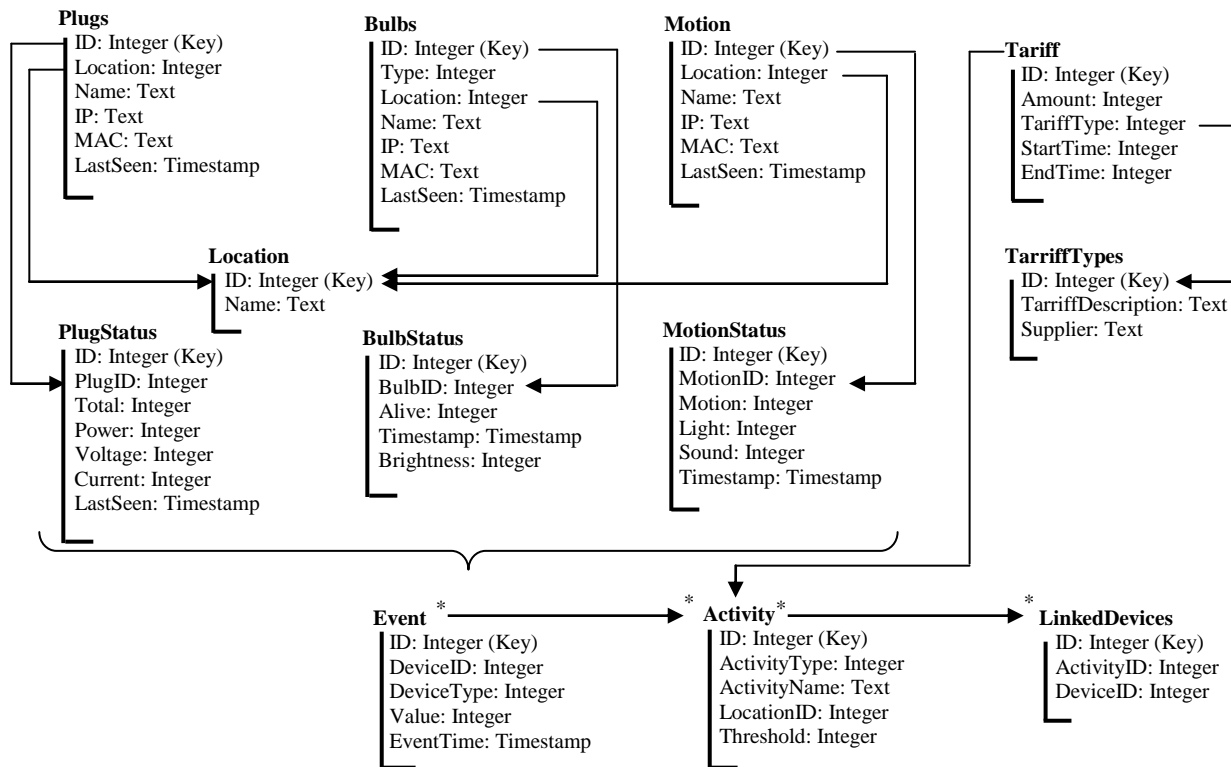 Plugs
ID: Integer (Key)
Location: Integer
Name: Text
IP: Text
MAC: Text
LastSeen: Timestamp
Bulbs
ID: Integer (Key)
Type: Integer
Location: Integer
Name: Text
IP: Text
MAC: Text
LastSeen: Timestamp
Motion
ID: Integer (Key)
Location: Integer
Name: Text
IP: Text
MAC: Text
LastSeen: Timestamp
Tariff
ID: Integer (Key)
Amount: Integer
TariffType: Integer
StartTime: Integer
EndTime: Integer
Location
ID: Integer (Key)
Name: Text
TarriffTypes
ID: Integer (Key)
TarriffDescription: Text
Supplier: Text
PlugStatus
ID: Integer (Key)
PlugID: Integer
Total: Integer
Power: Integer
Voltage: Integer
Current: Integer
LastSeen: Timestamp
BulbStatus
ID: Integer (Key)
BulbID: Integer
Alive: Integer
Timestamp: Timestamp
Brightness: Integer
MotionStatus
ID: Integer (Key)
MotionID: Integer
Motion: Integer
Light: Integer
Sound: Integer
Timestamp: Timestamp
Event *
ID: Integer (Key)
DeviceID: Integer
DeviceType: Integer
Value: Integer
EventTime: Timestamp
* Activity *
ID: Integer (Key)
ActivityType: Integer
ActivityName: Text
LocationID: Integer
Threshold: Integer
* LinkedDevices
ID: Integer (Key)
ActivityID: Integer
DeviceID: Integer